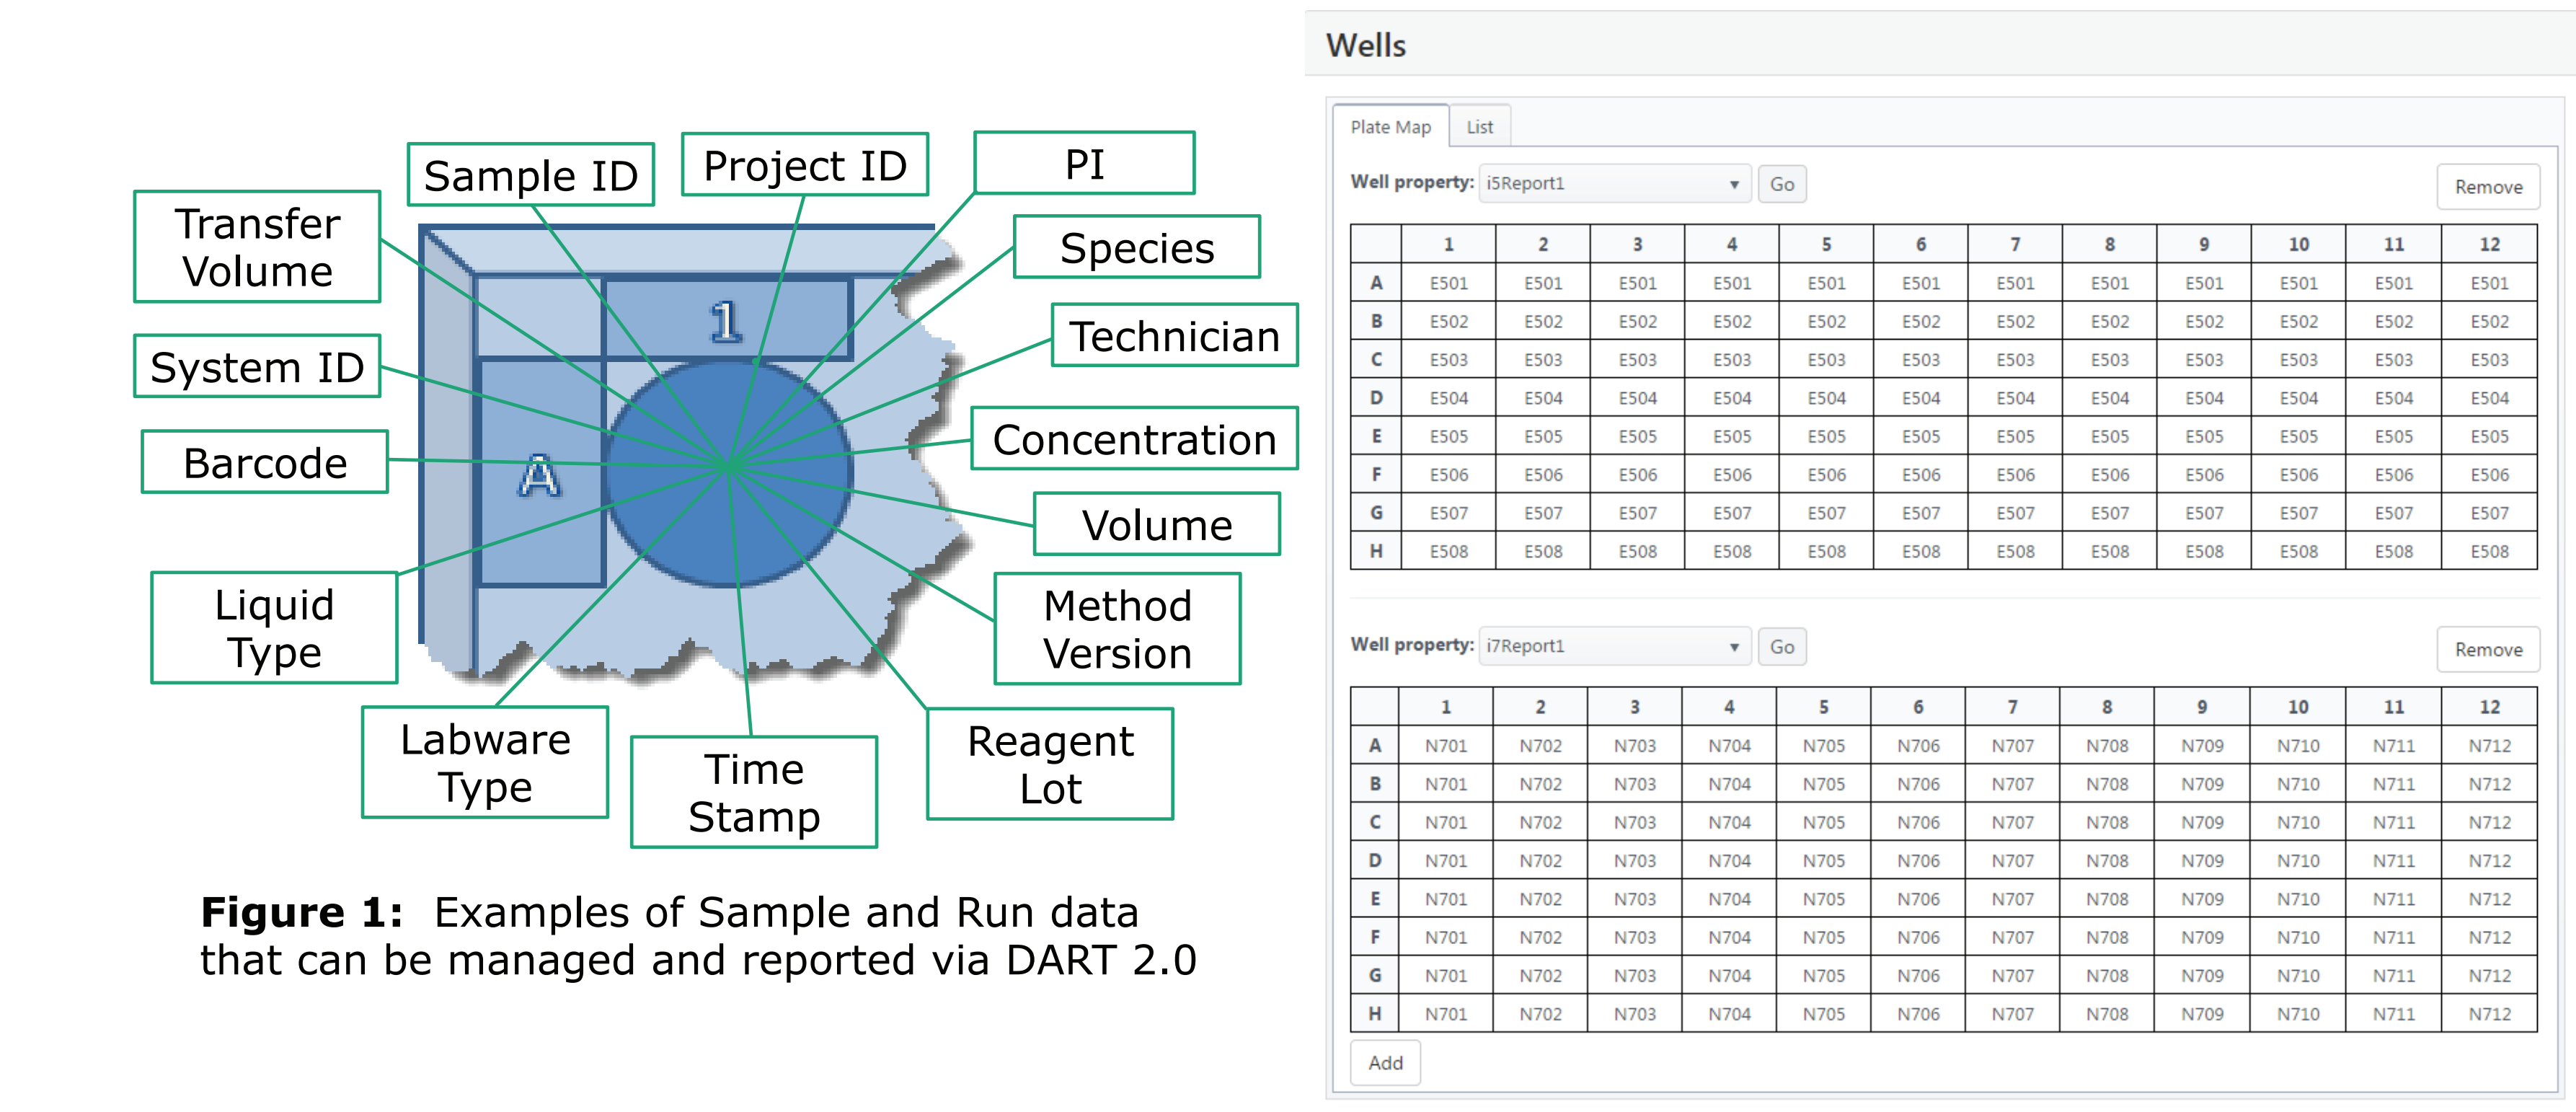 Sample ID
Project ID
PI
Transfer
Volume
Species
System ID
Technician
1
Barcode
A
Concentration
Volume
Liquid
Type
Method
Version
Labware
Type
Time
Stamp
Reagent
Lot
Figure 1: Examples of Sample and Run data
that can be managed and reported via DART 2.0
Wells
Plate Map List
Well property: i5Report1 Go Remove
1 2 3 4 5 6 7 8 9 10 11 12
A E501 E501 E501 E501 E501 E501 E501 E501 E501 E501 E501 E501
B E502 E502 E502 E502 E502 E502 E502 E502 E502 E502 E502 E502
C E503 E503 E503 E503 E503 E503 E503 E503 E503 E503 E503 E503
D E504 E504 E504 E504 E504 E504 E504 E504 E504 E504 E504 E504
E E505 E505 E505 E505 E505 E505 E505 E505 E505 E505 E505 E505
F E506 E506 E506 E506 E506 E506 E506 E506 E506 E506 E506 E506
G E507 E507 E507 E507 E507 E507 E507 E507 E507 E507 E507 E507
H E508 E508 E508 E508 E508 E508 E508 E508 E508 E508 E508 E508
Well property: i7Report1 Go Remove
1 2 3 4 5 6 7 8 9 10 11 12
A N701 N702 N703 N704 N705 N706 N707 N708 N709 N710 N711 N712
B N701 N702 N703 N704 N705 N706 N707 N708 N709 N710 N711 N712
C N701 N702 N703 N704 N705 N706 N707 N708 N709 N710 N711 N712
D N701 N702 N703 N704 N705 N706 N707 N708 N709 N710 N711 N712
E N701 N702 N703 N704 N705 N706 N707 N708 N709 N710 N711 N712
F N701 N702 N703 N704 N705 N706 N707 N708 N709 N710 N711 N712
G N701 N702 N703 N704 N705 N706 N707 N708 N709 N710 N711 N712
H N701 N702 N703 N704 N705 N706 N707 N708 N709 N710 N711 N712
Add